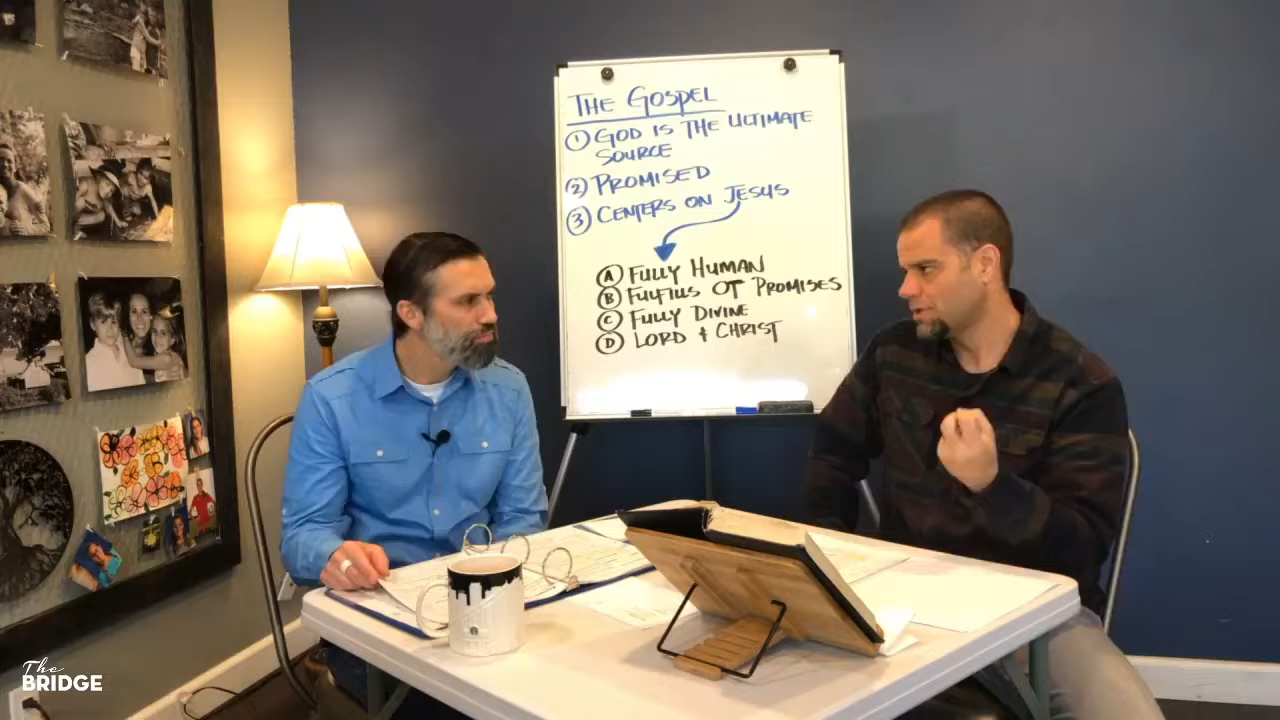 THE GOSPEL
① GOD IS THE ULTIMATE
SOURCE
② PROMISED
③ CENTERS ON JESUS
Ⓐ FULLY HUMAN
Ⓑ FULFILLS OT PROMISES
Ⓒ FULLY DIVINE
Ⓓ LORD & CHRIST
The
BRIDGE